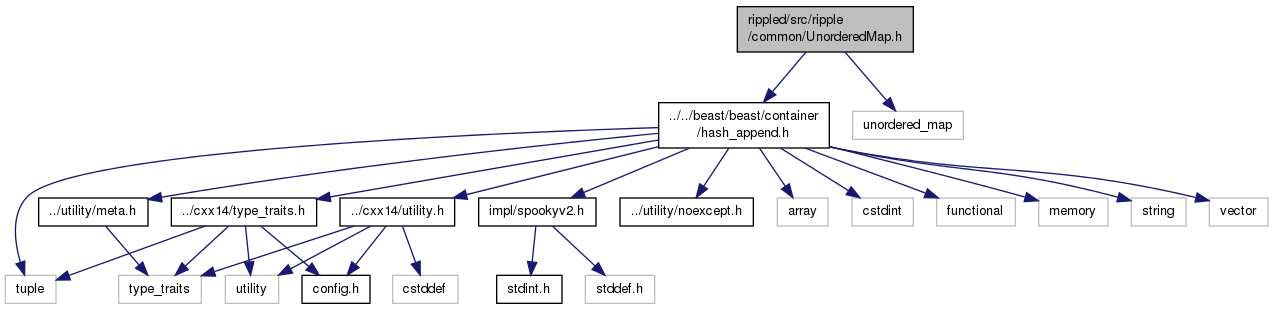 rippled/src/ripple
/common/UnorderedMap.h
../../beast/beast/container
/hash_append.h
unordered_map
../utility/meta.h
../cxx14/type_traits.h
../cxx14/utility.h
impl/spookyv2.h
../utility/noexcept.h
array
cstdint
functional
memory
string
vector
tuple
type_traits
utility
config.h
cstddef
stdint.h
stddef.h